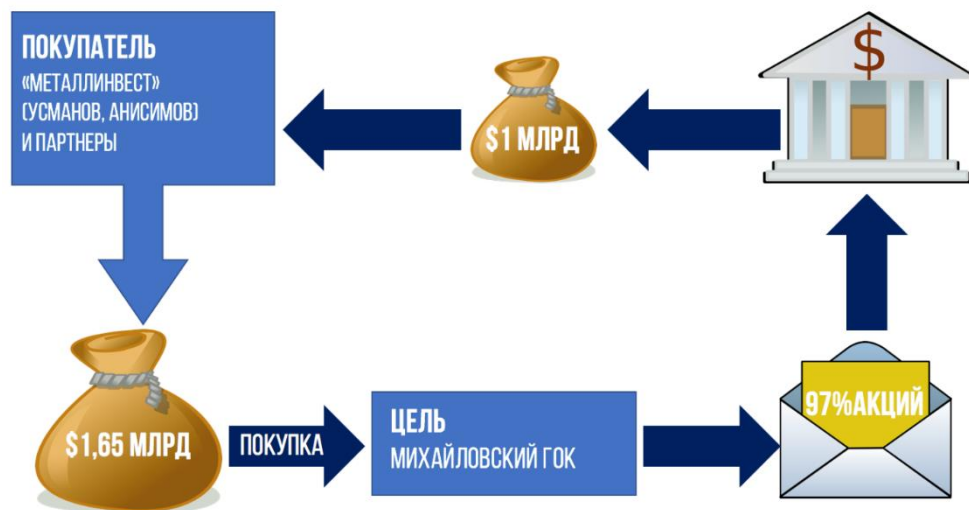 ПОКУПАТЕЛЬ
«МЕТАЛЛИНВЕСТ»
(УСМАНОВ, АНИСИМОВ)
И ПАРТНЕРЫ
$1 МЛРД
$
$1,65 МЛРД
ПОКУПКА
ЦЕЛЬ
МИХАЙЛОВСКИЙ ГОК
97%АКЦИЙ